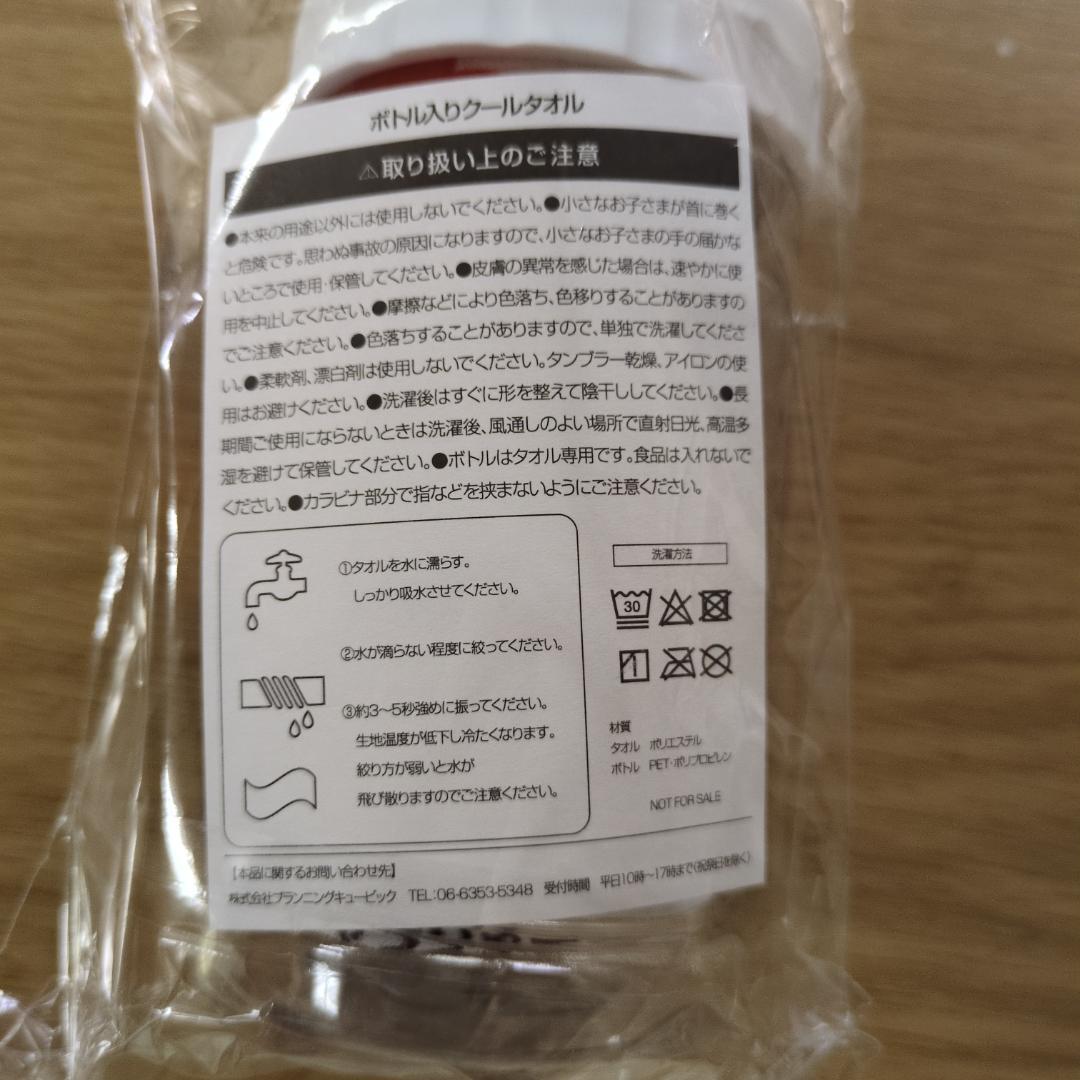 ボトル入りクールタオル
⚠取り扱い上のご注意
●本来の用途以外には使用しないでください。●小さなお子さまが首に巻く
と危険です。思わぬ事故の原因になりますので、小さなお子さまの手の届かな
いところで使用・保管してください。●皮膚の異常を感じた場合は、速やかに使
用を中止してください。●摩擦などにより色落ち、色移りすることがありますの
でご注意ください。●色落ちすることがありますので、単独で洗濯してくださ
い。●柔軟剤、漂白剤は使用しないでください。タンブラー乾燥、アイロンの使
用はお避けください。●洗濯後はすぐに形を整えて陰干ししてください。●長
期間ご使用にならないときは洗濯後、風通しのよい場所で直射日光、高温多
湿を避けて保管してください。●ボトルはタオル専用です。食品は入れないで
ください。●カラビナ部分で指などを挟まないようにご注意ください。
①タオルを水に濡らす。
しっかり吸水させてください。
②水が滴らない程度に絞ってください。
③約3〜5秒強めに振ってください。
生地温度が低下し冷たくなります。
絞り方が弱いと水が
飛び散りますのでご注意ください。
洗濯方法
30
材質
タオル ポリエステル
ボトル PET・ポリプロピレン
NOT FOR SALE
【本品に関するお問い合わせ先】
株式会社プランニングキュービック TEL:06-6353-5348 受付時間 平日10時〜17時まで(祝祭日を除く)